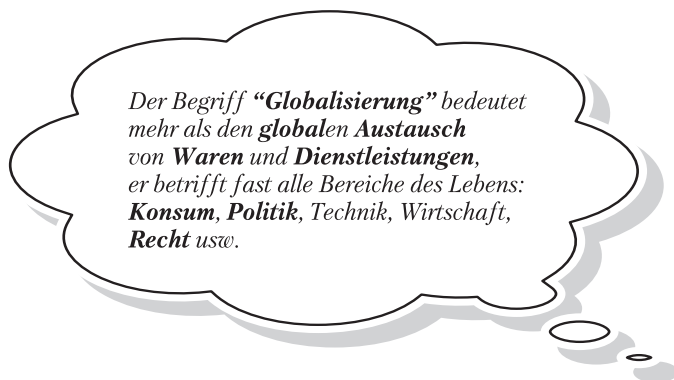 Der Begriff “Globalisierung” bedeutet
mehr als den globalen Austausch
von Waren und Dienstleistungen,
er betrifft fast alle Bereiche des Lebens:
Konsum, Politik, Technik, Wirtschaft,
Recht usw.